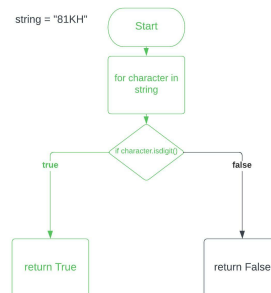 string = "81KH"
Start
for character in
string
if character.isdigit()
true
false
return True
return False